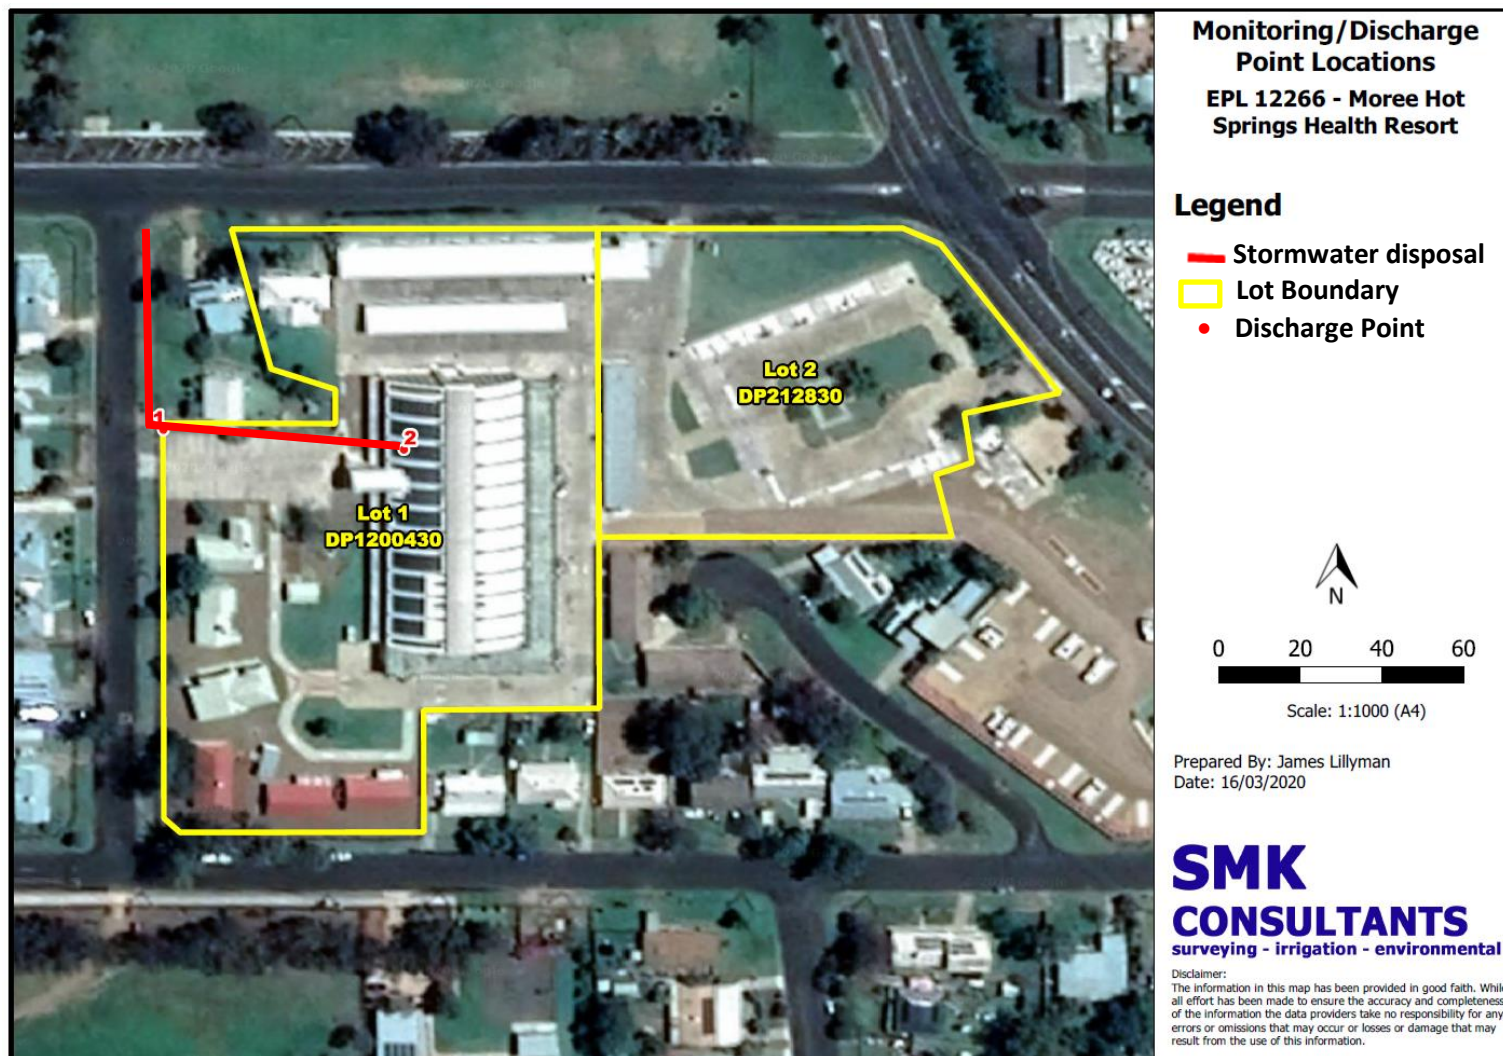 Monitoring/Discharge
Point Locations
EPL 12266 - Moree Hot
Springs Health Resort
Legend
Stormwater disposal
Lot Boundary
Discharge Point
1
2
Lot 1
DP1200430
Lot 2
DP212830
N
0 20 40 60
Scale: 1:1000 (A4)
Prepared By: James Lillyman
Date: 16/03/2020
SMK
CONSULTANTS
surveying - irrigation - environmental
Disclaimer:
The information in this map has been provided in good faith. While
all effort has been made to ensure the accuracy and completeness
of the information the data providers take no responsibility for any
errors or omissions that may occur or losses or damage that may
result from the use of this information.